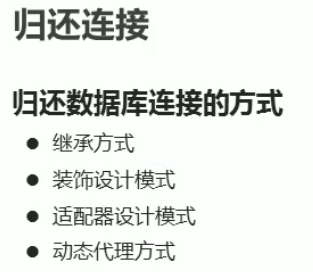 归还连接
归还数据库连接的方式
● 继承方式
● 装饰设计模式
● 适配器设计模式
● 动态代理方式